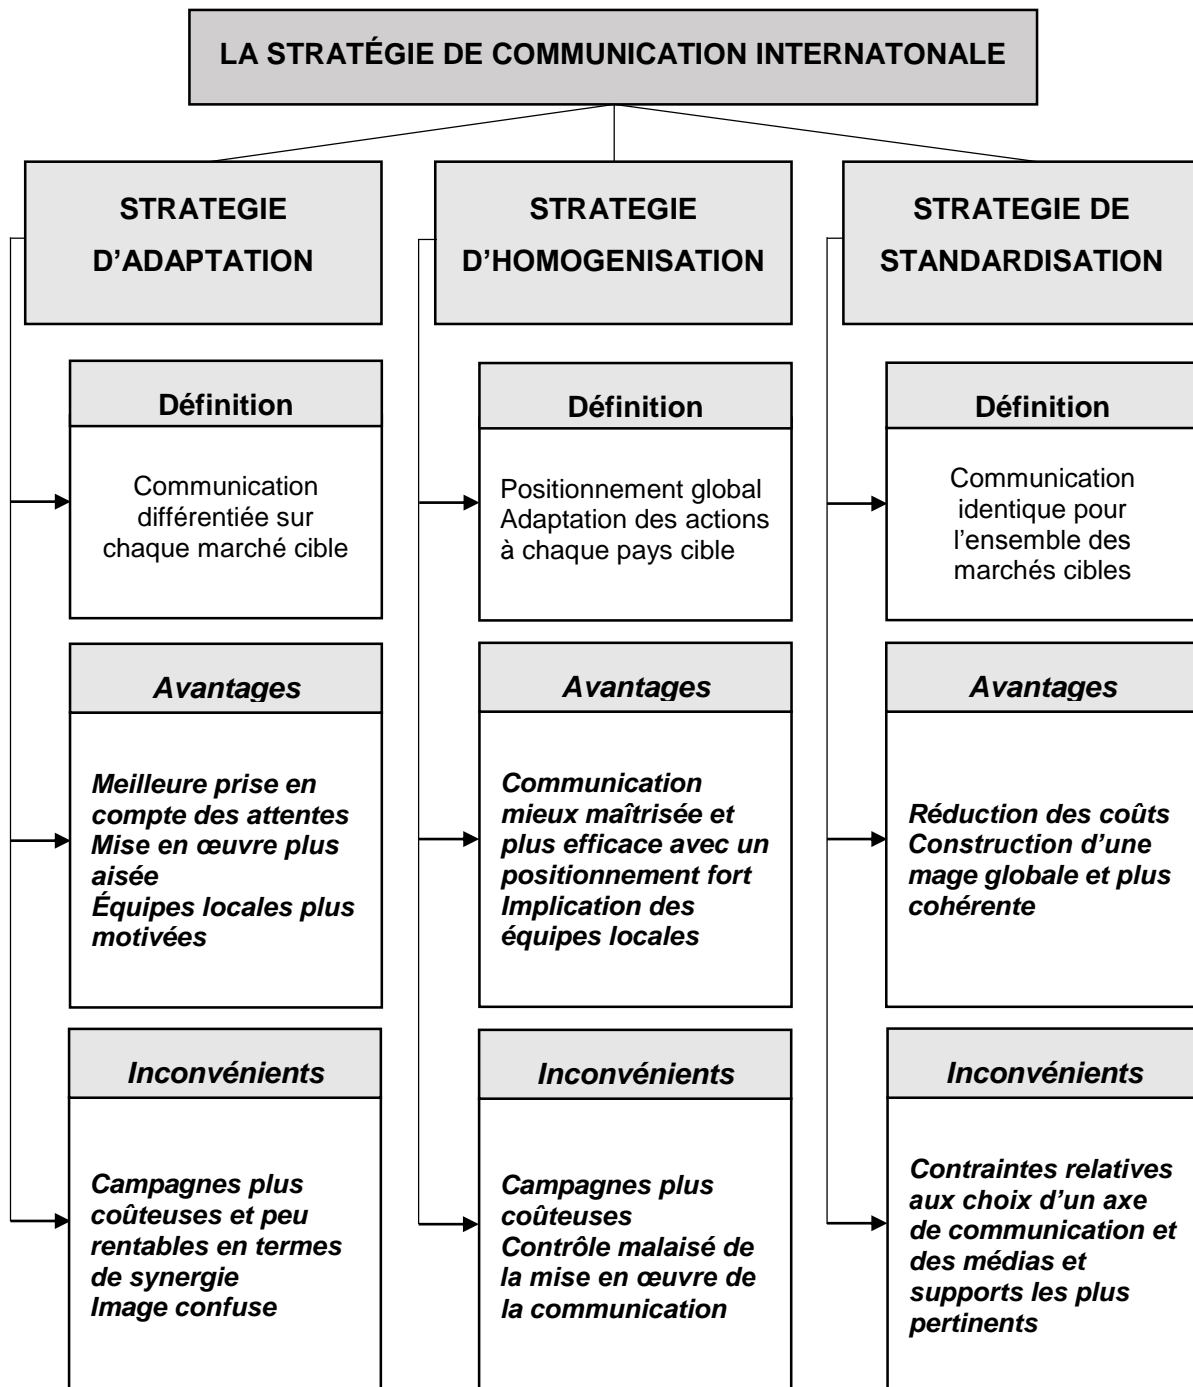 LA STRATÉGIE DE COMMUNICATION INTERNATONALE
STRATEGIE
D’ADAPTATION
Définition
Communication
différentiée sur
chaque marché cible
Avantages
Meilleure prise en
compte des attentes
Mise en œuvre plus
aisée
Équipes locales plus
motivées
Inconvénients
Campagnes plus
coûteuses et peu
rentables en termes
de synergie
Image confuse
STRATEGIE
D’HOMOGENISATION
Définition
Positionnement global
Adaptation des actions
à chaque pays cible
Avantages
Communication
mieux maîtrisée et
plus efficace avec un
positionnement fort
Implication des
équipes locales
Inconvénients
Campagnes plus
coûteuses
Contrôle malaisé de
la mise en œuvre de
la communication
STRATEGIE DE
STANDARDISATION
Définition
Communication
identique pour
l’ensemble des
marchés cibles
Avantages
Réduction des coûts
Construction d’une
mage globale et plus
cohérente
Inconvénients
Contraintes relatives
aux choix d’un axe
de communication et
des médias et
supports les plus
pertinents